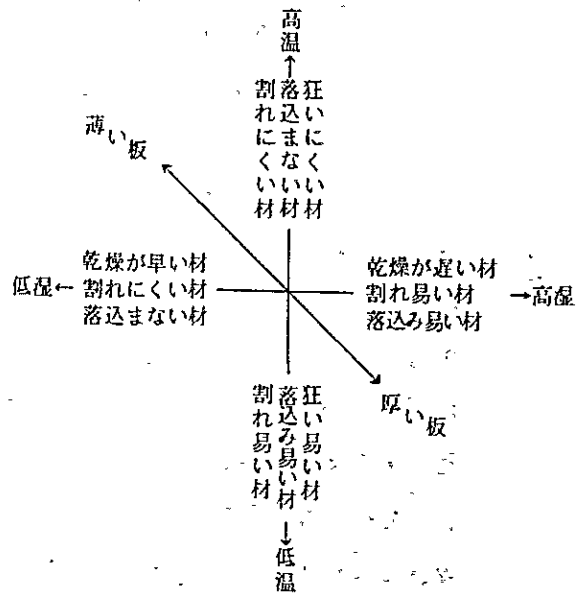 高温
↑
狂いにくい材
落込まない材
割れにくい材
薄い板
低湿←
乾燥が早い材
割れにくい材
落込まない材
乾燥が遅い材
割れ易い材
落込み易い材
→高湿
厚い板
狂い易い材
落込み易い材
割れ易い材
↓
低温